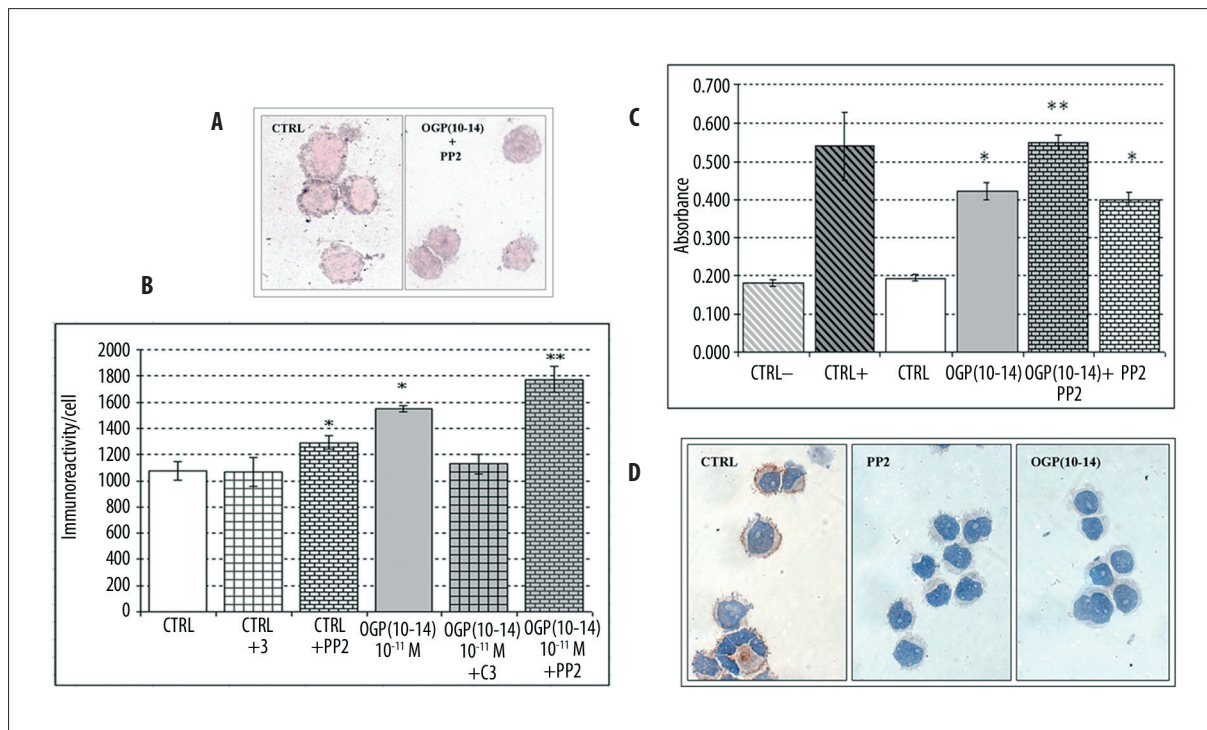 A
CTRL
OGP(10-14)
+
PP2
B
Immunoreactivity/cell
2000
1800
1600
1400
1200
1000
800
600
400
200
0
*
*
**
CTRL
CTRL
+3
CTRL
+PP2
OGP(10-14)
10⁻¹¹ M
OGP(10-14)
10⁻¹¹ M
+C3
OGP(10-14)
10⁻¹¹ M
+PP2
C
Absorbance
0.700
0.600
0.500
0.400
0.300
0.200
0.100
0.000
*
**
*
CTRL–
CTRL+
CTRL
OGP(10-14)
OGP(10-14)+
PP2
PP2
D
CTRL
PP2
OGP(10-14)